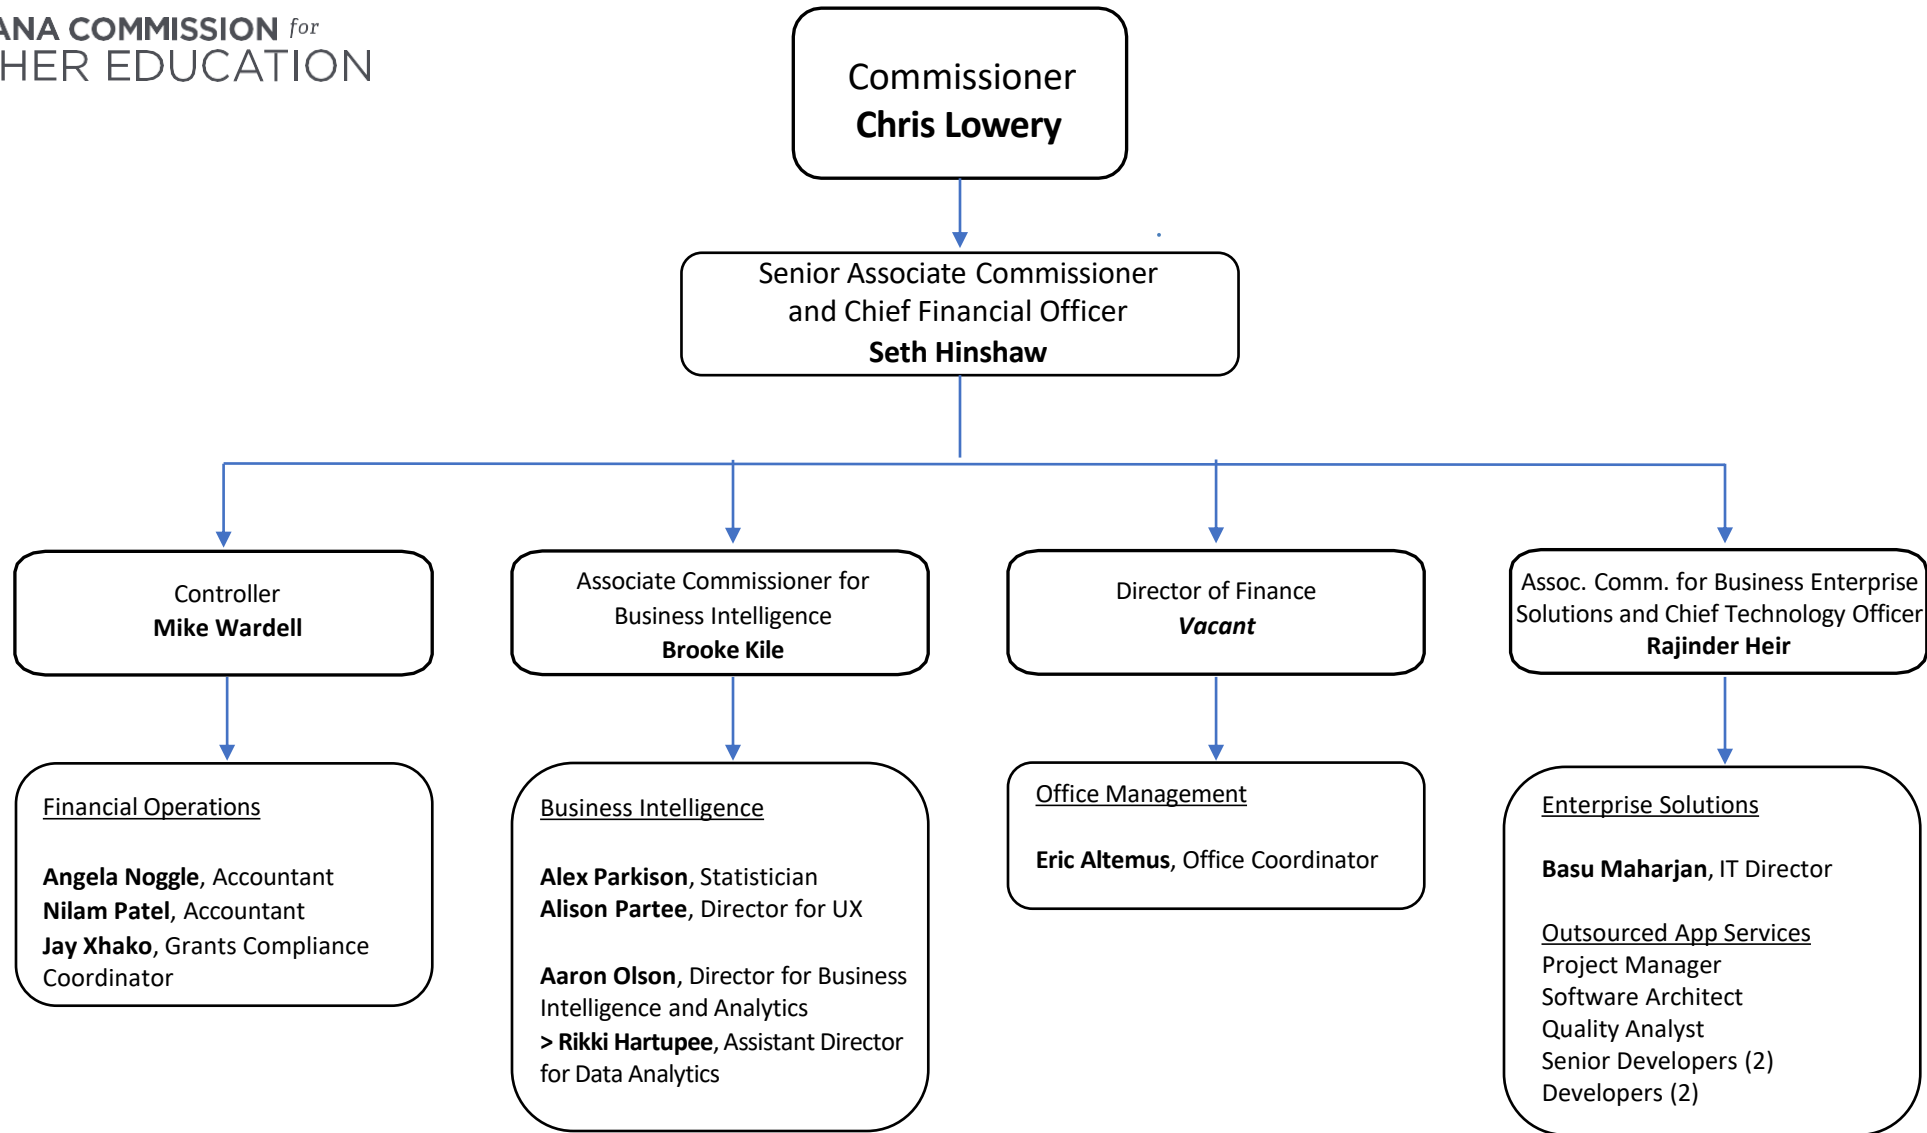 ANA COMMISSION for
HER EDUCATION
Commissioner
Chris Lowery
Senior Associate Commissioner
and Chief Financial Officer
Seth Hinshaw
Controller
Mike Wardell
Associate Commissioner for
Business Intelligence
Brooke Kile
Director of Finance
Vacant
Assoc. Comm. for Business Enterprise
Solutions and Chief Technology Officer
Rajinder Heir
Financial Operations
Angela Noggle, Accountant
Nilam Patel, Accountant
Jay Xhako, Grants Compliance
Coordinator
Business Intelligence
Alex Parkison, Statistician
Alison Partee, Director for UX
Aaron Olson, Director for Business
Intelligence and Analytics
> Rikki Hartupee, Assistant Director
for Data Analytics
Office Management
Eric Altemus, Office Coordinator
Enterprise Solutions
Basu Maharjan, IT Director
Outsourced App Services
Project Manager
Software Architect
Quality Analyst
Senior Developers (2)
Developers (2)